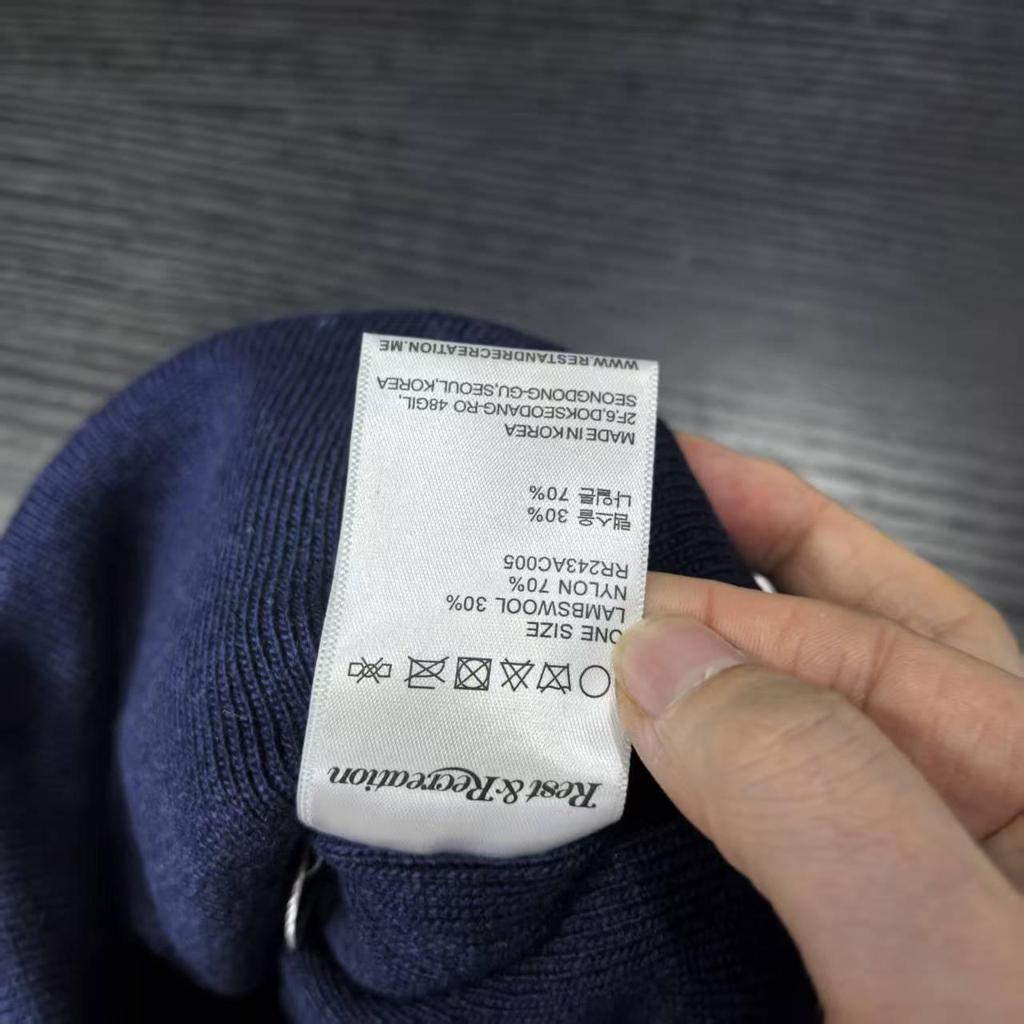 Rest & Recreation
ONE SIZE
LAMBSWOOL 30%
NYLON 70%
RR243AC005
램스울 30%
나일론 70%
MADE IN KOREA
2F,6,DOKSEODANG-RO 48GIL,
SEONGDONG-GU,SEOUL,KOREA
WWW.RESTANDRECREATION.ME